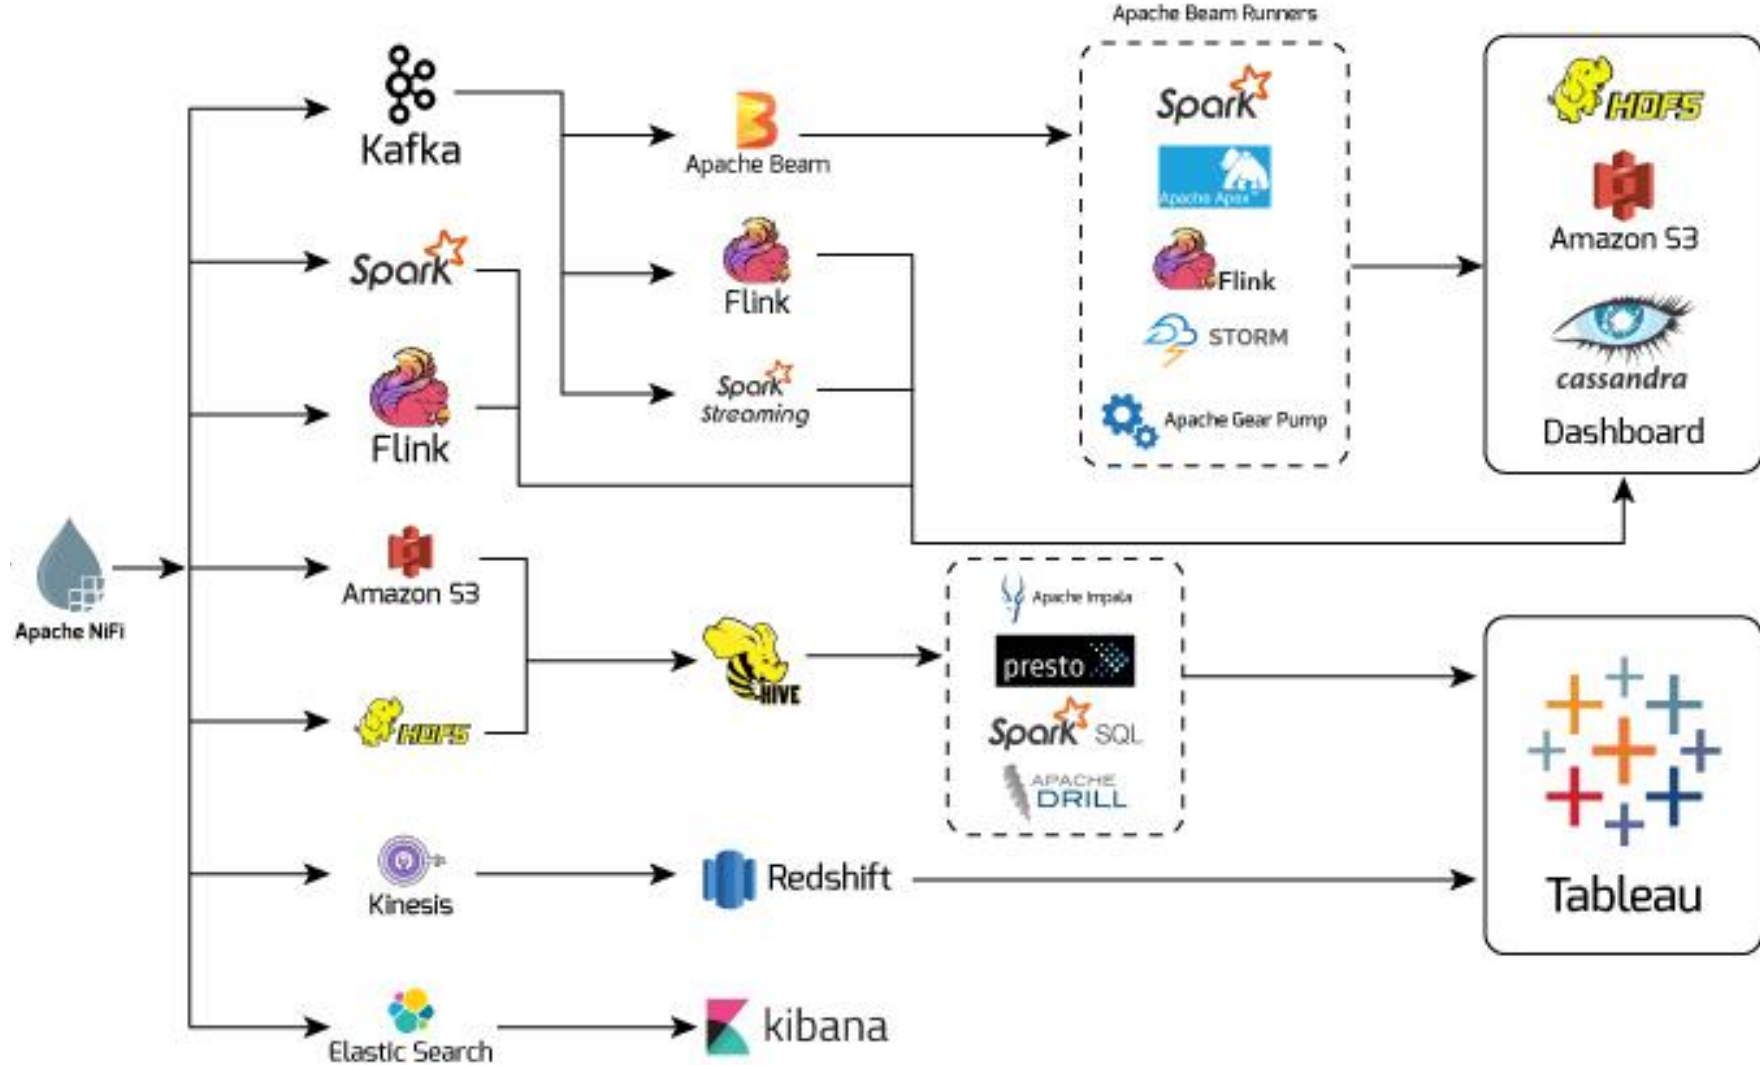 Apache Beam Runners
Kafka
Apache Beam
Spark
Apache Apex
Flink
STORM
Apache Gear Pump
HDFS
Amazon S3
cassandra
Dashboard
Spark
Flink
Flink
Spark
Streaming
Apache NiFi
Amazon S3
HDFS
HIVE
Apache Impala
presto
Spark SQL
APACHE
DRILL
Tableau
Kinesis
Redshift
Elastic Search
kibana